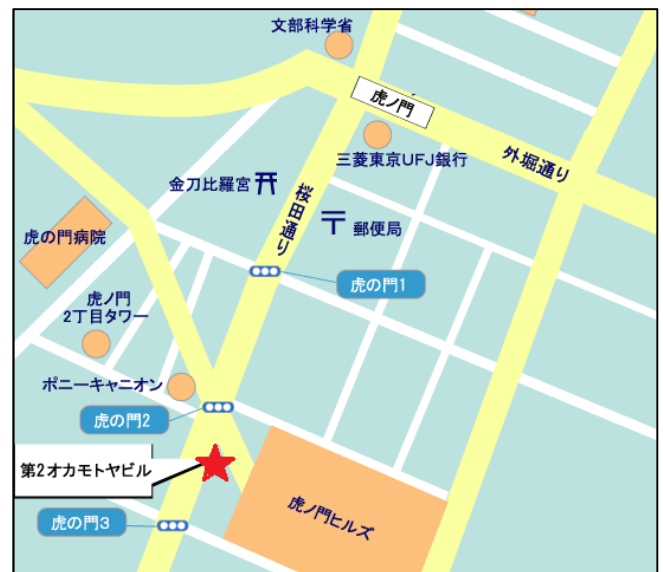 文部科学省
虎ノ門
三菱東京UFJ銀行
外堀通り
金刀比羅宮
桜田通り
〒 郵便局
虎の門病院
虎の門1
虎ノ門
2丁目タワー
ポニーキャニオン
虎の門2
第2オカモトヤビル
虎ノ門ヒルズ
虎の門3